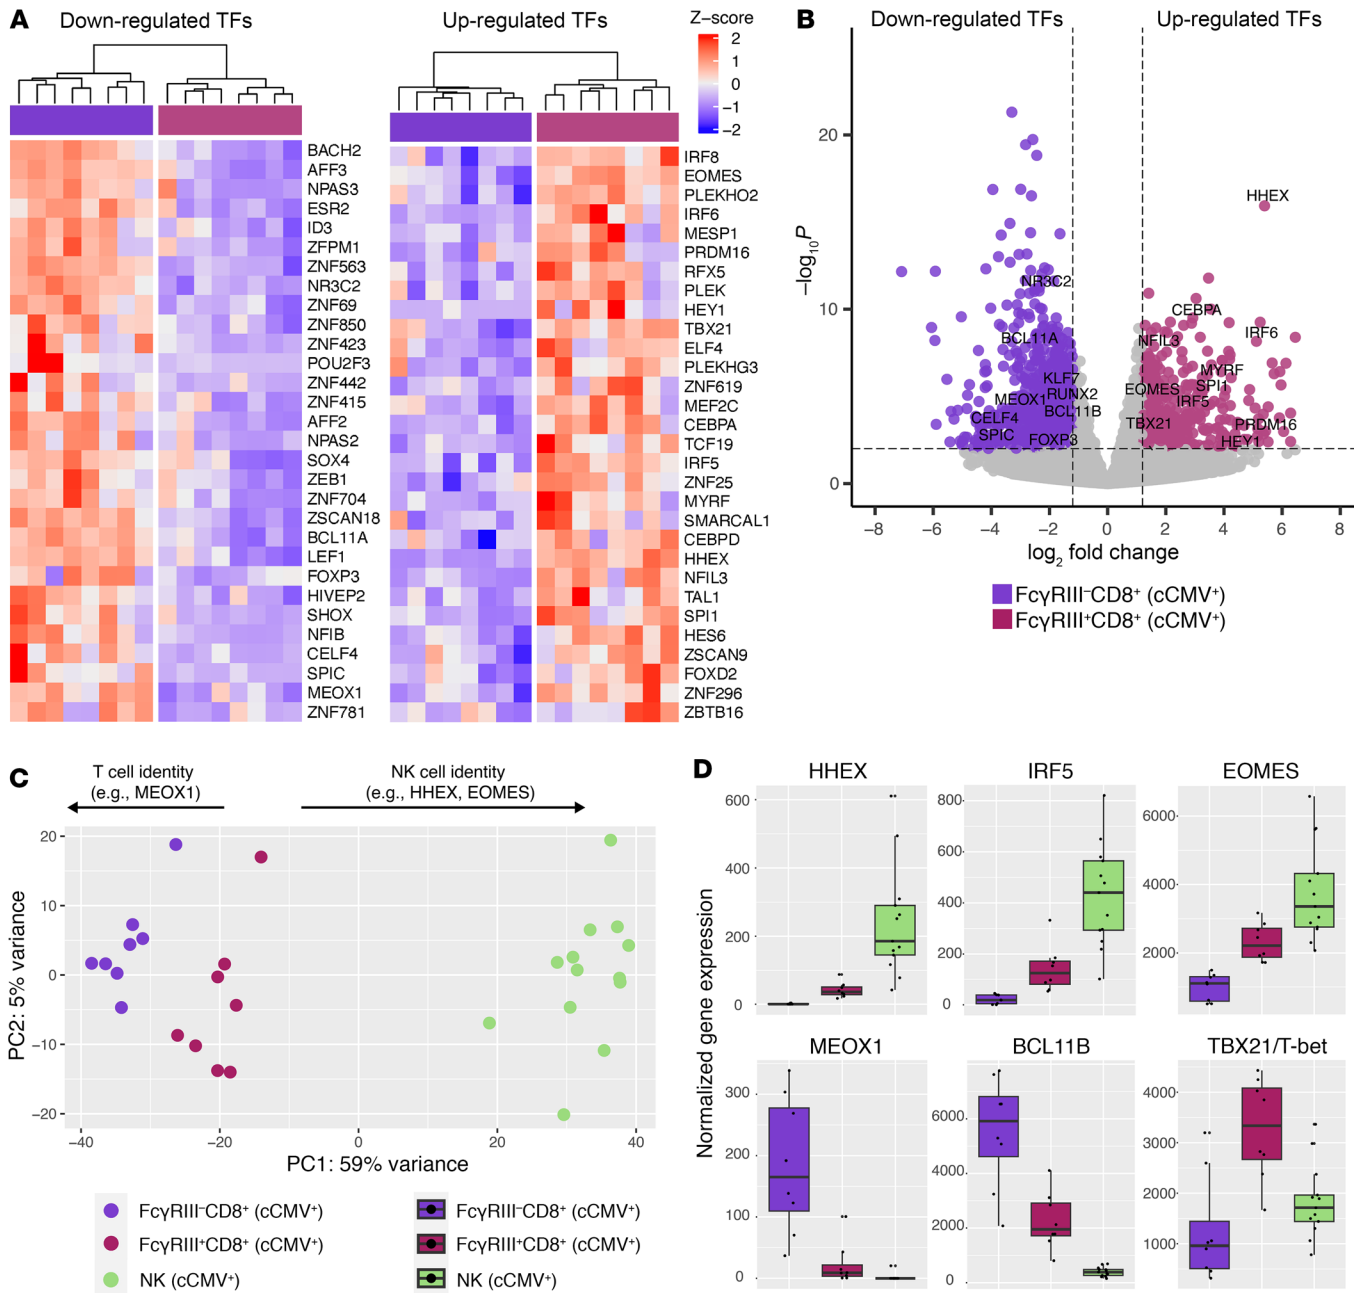 A
Down-regulated TFs
Up-regulated TFs
Z–score
2
1
0
−1
−2
BACH2
AFF3
NPAS3
ESR2
ID3
ZFPM1
ZNF563
NR3C2
ZNF69
ZNF850
ZNF423
POU2F3
ZNF442
ZNF415
AFF2
NPAS2
SOX4
ZEB1
ZNF704
ZSCAN18
BCL11A
LEF1
FOXP3
HIVEP2
SHOX
NFIB
CELF4
SPIC
MEOX1
ZNF781
IRF8
EOMES
PLEKHO2
IRF6
MESP1
PRDM16
RFX5
PLEK
HEY1
TBX21
ELF4
PLEKHG3
ZNF619
MEF2C
CEBPA
TCF19
IRF5
ZNF25
MYRF
SMARCAL1
CEBPD
HHEX
NFIL3
TAL1
SPI1
HES6
ZSCAN9
FOXD2
ZNF296
ZBTB16
B
Down-regulated TFs
Up-regulated TFs
−log10P
20
10
0
HHEX
NR3C2
CEBPA
BCL11A
NFIL3
IRF6
KLF7
MYRF
MEOX1
RUNX2
EOMES
SPI1
CELF4
BCL11B
IRF5
TBX21
PRDM16
SPIC
FOXP3
HEY1
−8 −6 −4 −2 0 2 4 6 8
log2 fold change
FcγRIII−CD8+ (cCMV+)
FcγRIII+CD8+ (cCMV+)
C
T cell identity
(e.g., MEOX1)
NK cell identity
(e.g., HHEX, EOMES)
PC2: 5% variance
20
10
0
−10
−20
−40 −20 0 20 40
PC1: 59% variance
FcγRIII−CD8+ (cCMV+)
FcγRIII+CD8+ (cCMV+)
NK (cCMV+)
FcγRIII−CD8+ (cCMV+)
FcγRIII+CD8+ (cCMV+)
NK (cCMV+)
D
Normalized gene expression
HHEX
600
400
200
0
IRF5
800
600
400
200
0
EOMES
6000
4000
2000
MEOX1
300
200
100
0
BCL11B
6000
4000
2000
0
TBX21/T-bet
4000
3000
2000
1000